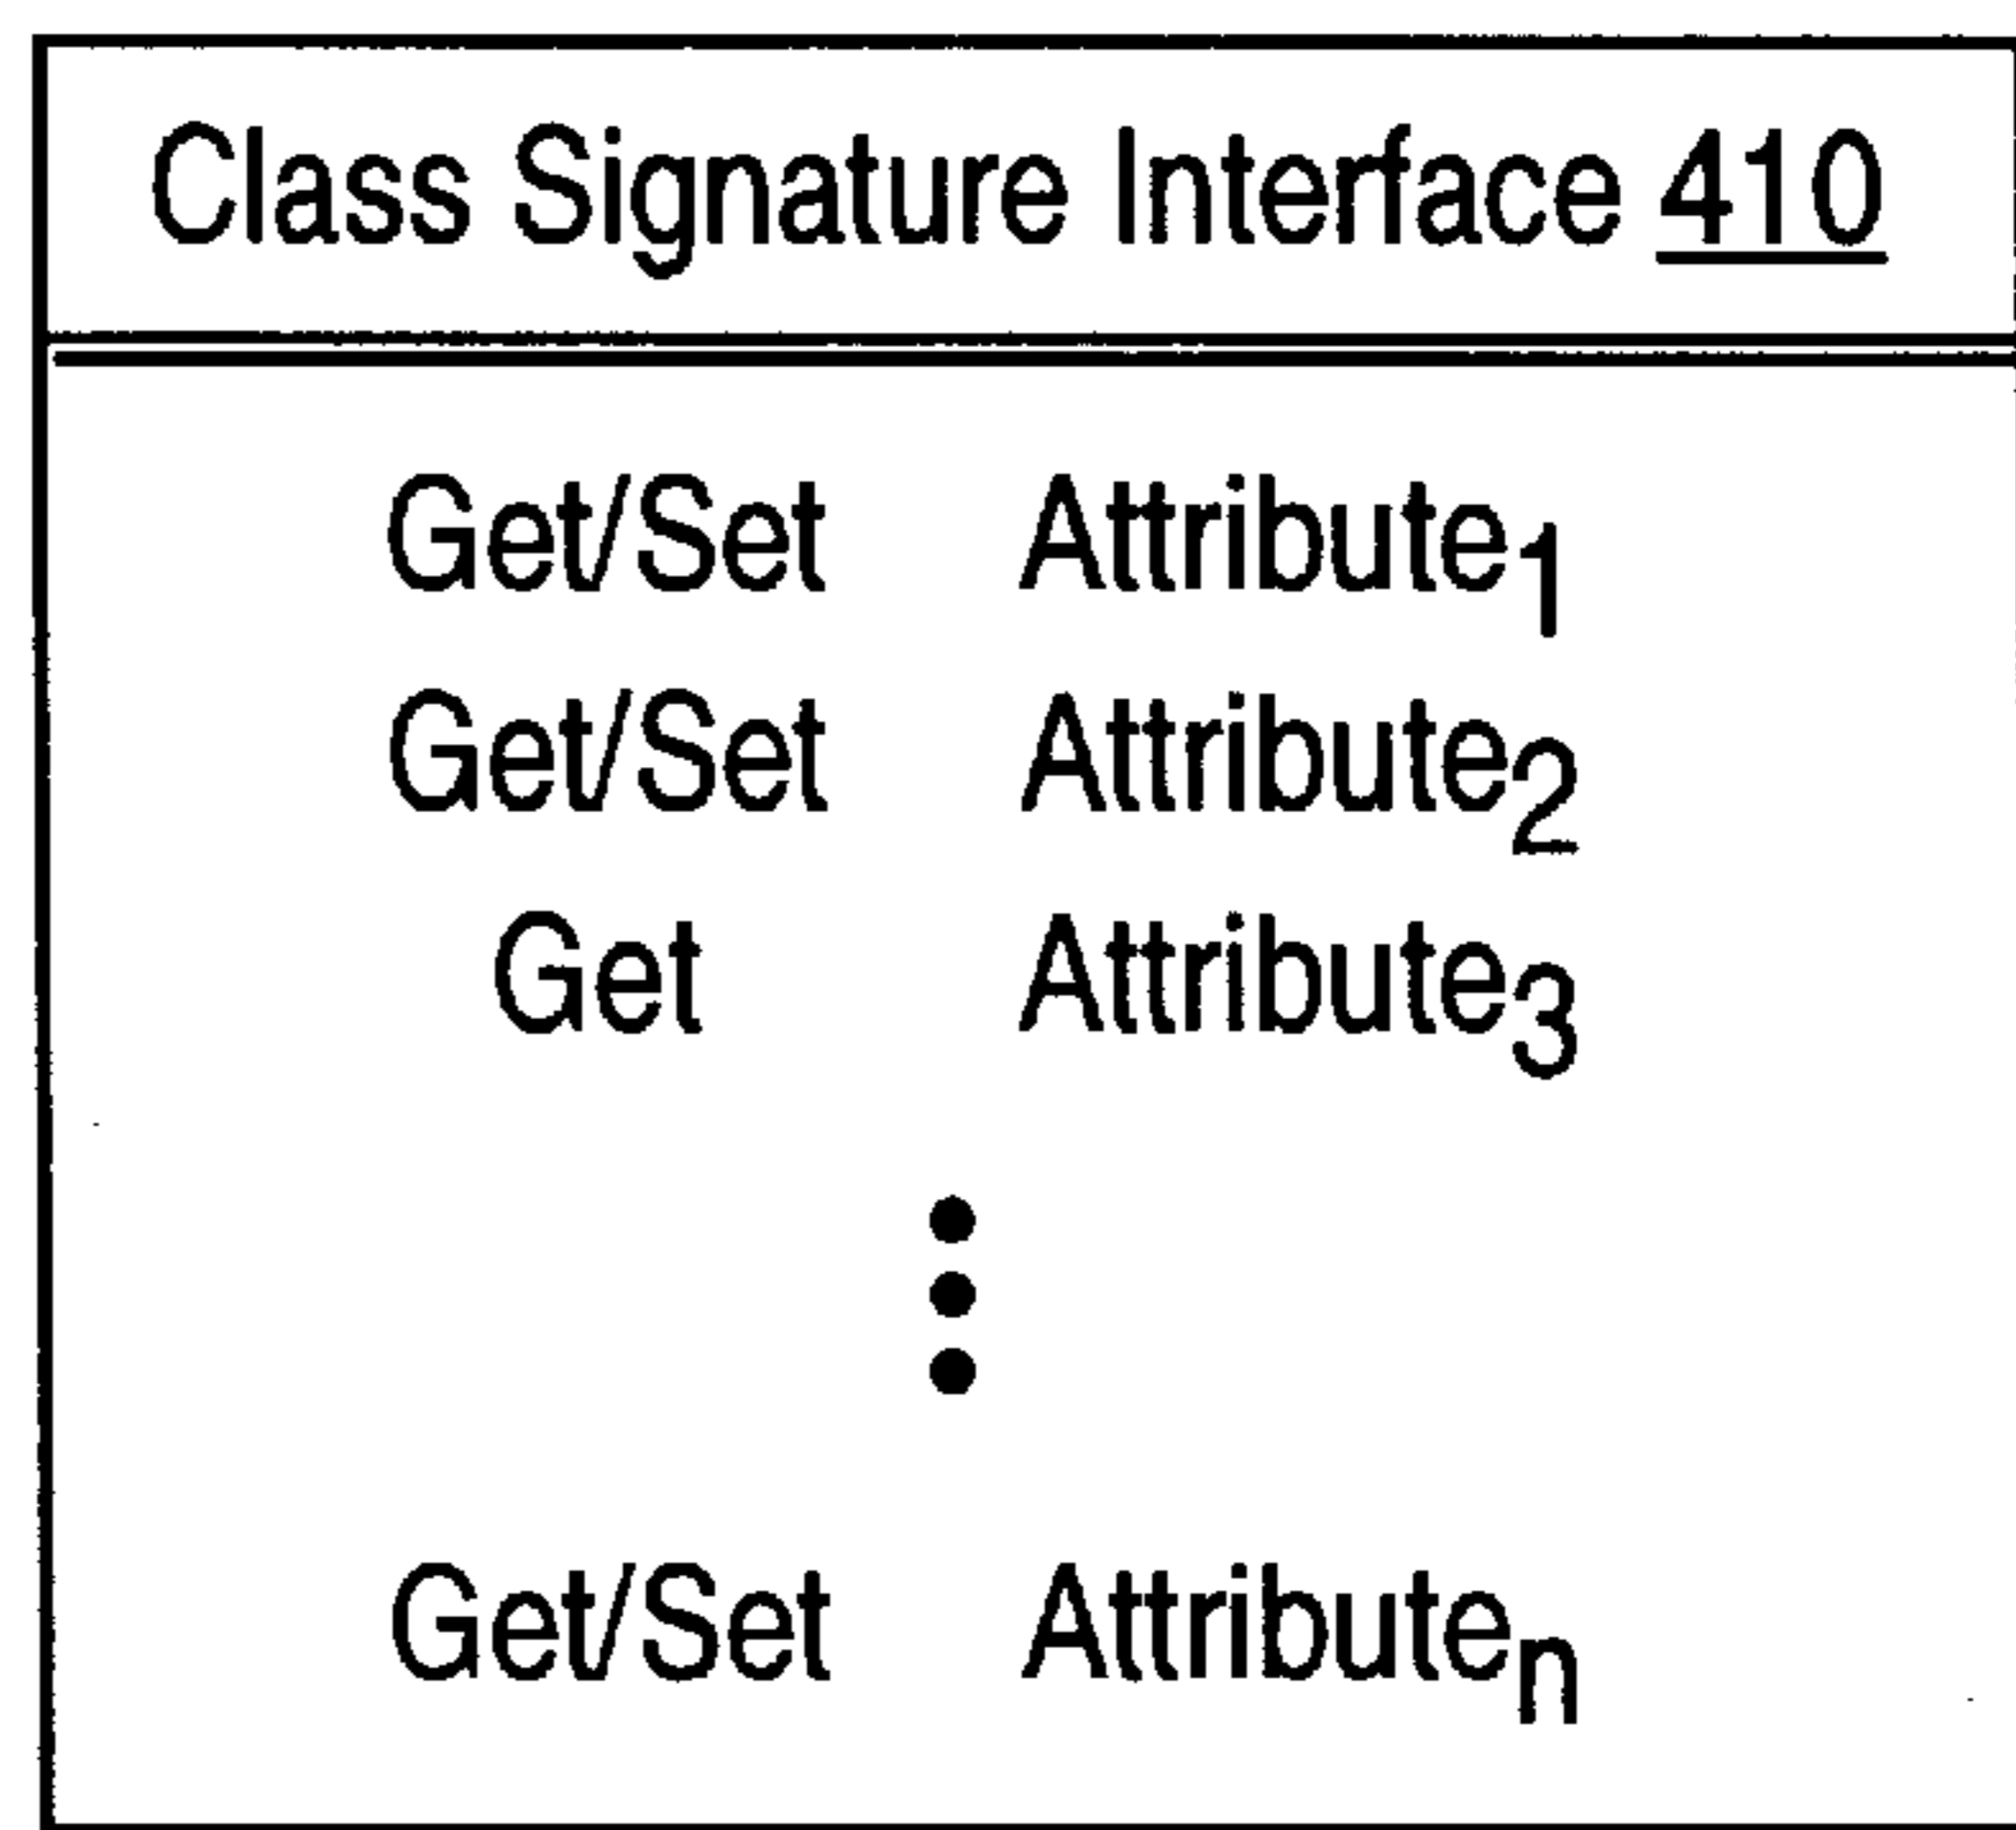 Class Signature Interface 410
Get/Set Attribute1
Get/Set Attribute2
Get Attribute3
Get/Set Attributen